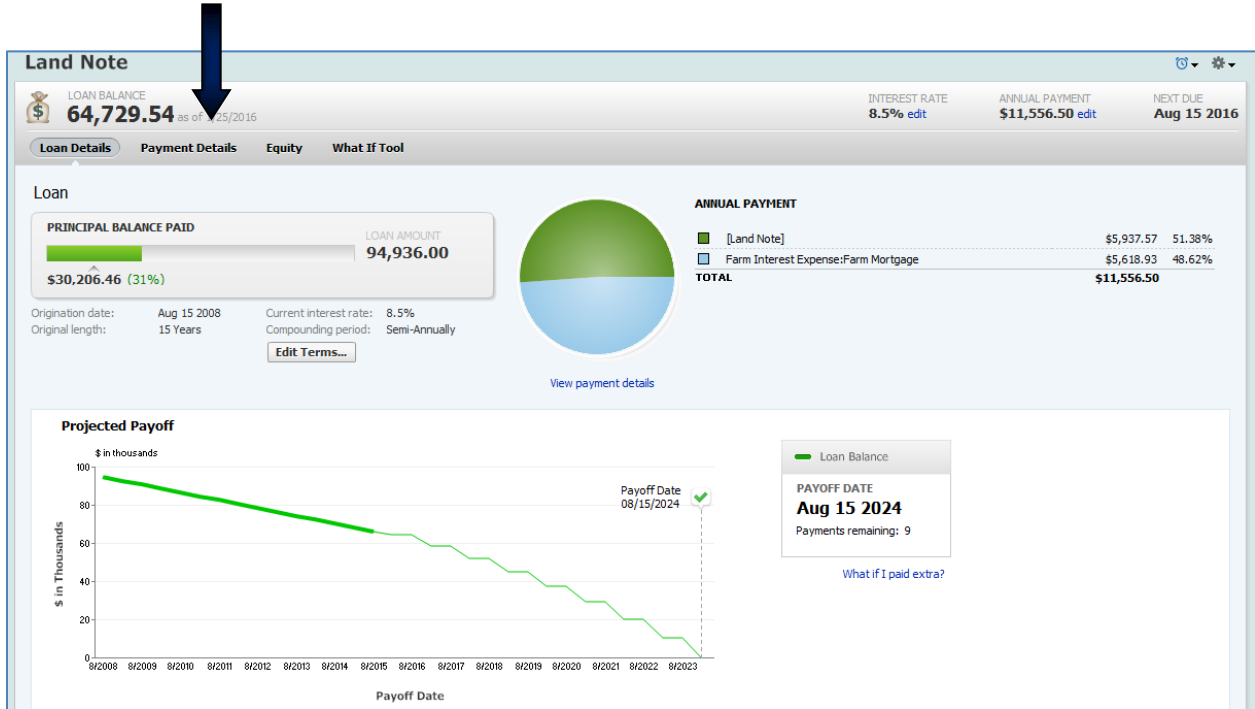 Land Note
LOAN BALANCE
64,729.54 as of 1/25/2016
INTEREST RATE
8.5% edit
ANNUAL PAYMENT
$11,556.50 edit
NEXT DUE
Aug 15 2016
Loan Details Payment Details Equity What If Tool
Loan
PRINCIPAL BALANCE PAID
LOAN AMOUNT
94,936.00
$30,206.46 (31%)
Origination date: Aug 15 2008 Current interest rate: 8.5%
Original length: 15 Years Compounding period: Semi-Annually
Edit Terms...
View payment details
ANNUAL PAYMENT
[Land Note] $5,937.57 51.38%
Farm Interest Expense:Farm Mortgage $5,618.93 48.62%
TOTAL $11,556.50
Projected Payoff
$ in thousands
100
80
60
40
20
0
$ in Thousands
8/2008 8/2009 8/2010 8/2011 8/2012 8/2013 8/2014 8/2015 8/2016 8/2017 8/2018 8/2019 8/2020 8/2021 8/2022 8/2023
Payoff Date
Payoff Date
08/15/2024
Loan Balance
PAYOFF DATE
Aug 15 2024
Payments remaining: 9
What if I paid extra?